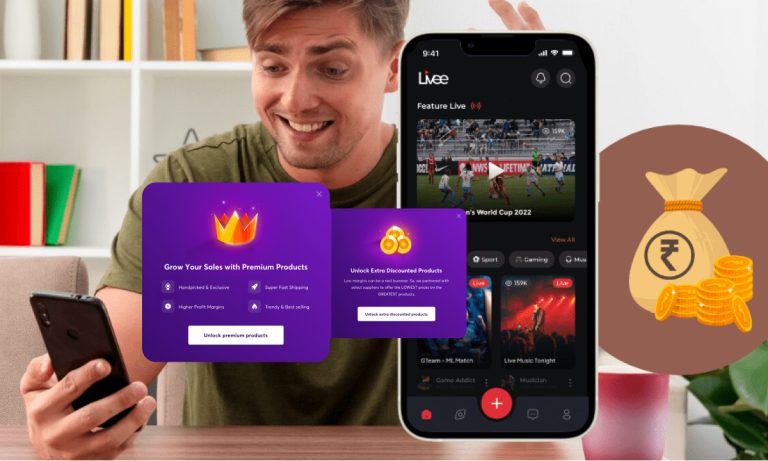 9:41
Livee
Feature Live
159K
NWS LIFETIME
NATIONAL
n's World Cup 2022
View All
Sport
Gaming
Live
159K
Live
GTeam - ML Match
Live Music Tonight
Game Addict
Musician
Grow Your Sales with Premium Products
Handpicked & Exclusive
Super Fast Shipping
Higher Profit Margins
Trendy & Best selling
Unlock premium products
Unlock Extra Discounted Products
Low margins can be a real bummer. So, we partnered with
select suppliers to offer the LOWEST prices on the
GREATEST products.
Unlock extra discounted products
₹